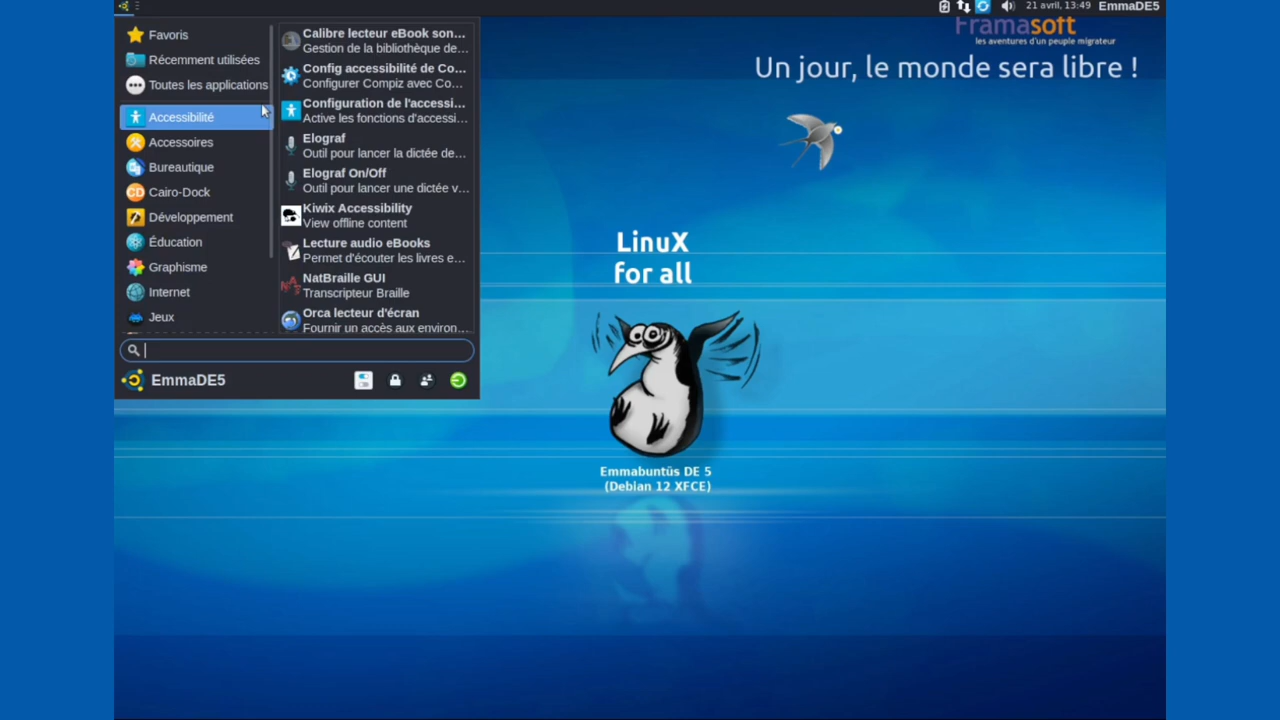 21 avril, 13:49 EmmaDE5
Framasoft
les aventures d'un peuple migrateur
Un jour, le monde sera libre !
Favoris
Récemment utilisées
Toutes les applications
Accessibilité
Accessoires
Bureautique
Cairo-Dock
CD
Développement
Éducation
Graphisme
Internet
Jeux
Calibre lecteur eBook son...
Gestion de la bibliothèque de...
Config accessibilité de Co...
Configurer Compiz avec Co...
Configuration de l'accessi...
Active les fonctions d'accessi...
Elograf
Outil pour lancer la dictée de...
Elograf On/Off
Outil pour lancer une dictée v...
Kiwix Accessibility
View offline content
Lecture audio eBooks
Permet d'écouter les livres e...
NatBraille GUI
Transcripteur Braille
Orca lecteur d'écran
Fournir un accès aux environ...
EmmaDE5
LinuX
for all
Emmabuntüs DE 5
(Debian 12 XFCE)